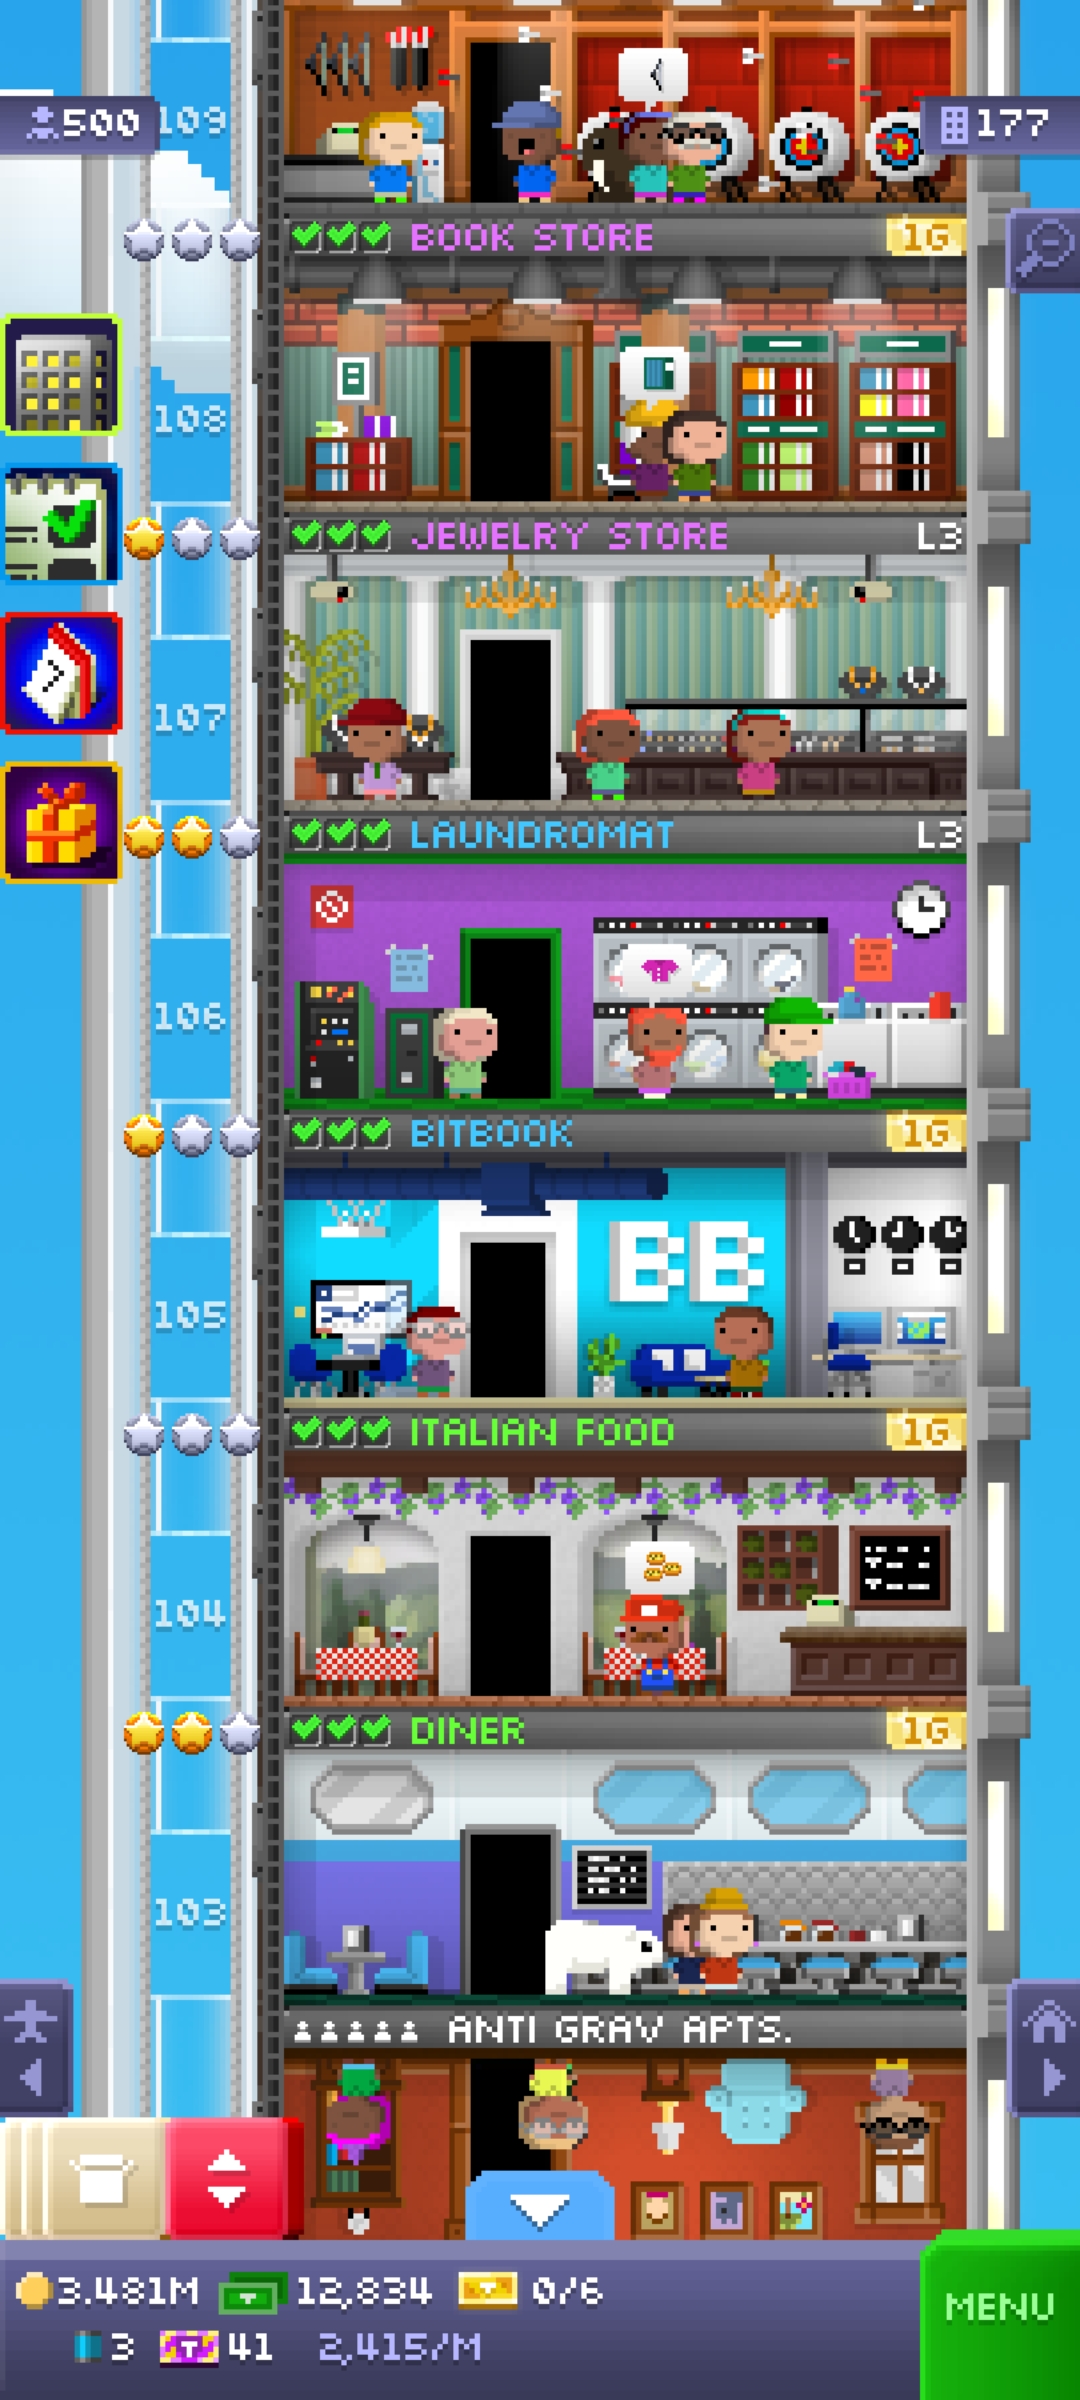 500
109
177
BOOK STORE
1G
108
JEWELRY STORE
L3
107
LAUNDROMAT
L3
106
BITBOOK
1G
BB
105
ITALIAN FOOD
1G
104
DINER
1G
103
ANTI GRAV APTS.
3.481M
12,834
0/6
MENU
3
41
2,415/M